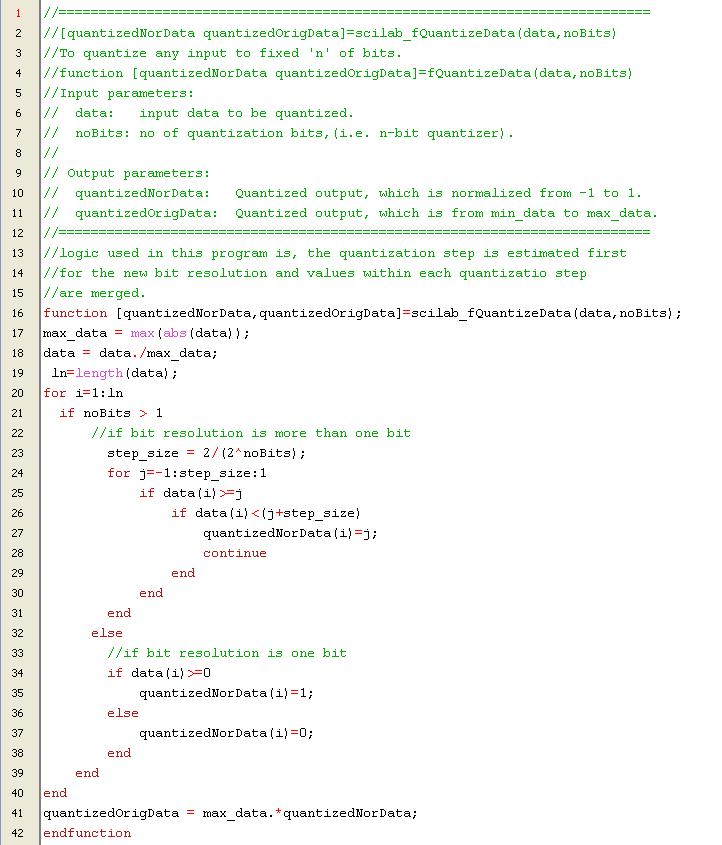 1 //==========================================================================
2 //[quantizedNorData quantizedOrigData]=scilab_fQuantizeData(data,noBits)
3 //To quantize any input to fixed 'n' of bits.
4 //function [quantizedNorData quantizedOrigData]=fQuantizeData(data,noBits)
5 //Input parameters:
6 //  data:   input data to be quantized.
7 //  noBits: no of quantization bits,(i.e. n-bit quantizer).
8 //
9 // Output parameters:
10 //  quantizedNorData:   Quantized output, which is normalized from -1 to 1.
11 //  quantizedOrigData:  Quantized output, which is from min_data to max_data.
12 //==========================================================================
13 //logic used in this program is, the quantization step is estimated first
14 //for the new bit resolution and values within each quantizatio step
15 //are merged.
16 function [quantizedNorData,quantizedOrigData]=scilab_fQuantizeData(data,noBits);
17 max_data = max(abs(data));
18 data = data./max_data;
19  ln=length(data);
20 for i=1:ln
21   if noBits > 1
22       //if bit resolution is more than one bit
23         step_size = 2/(2^noBits);
24         for j=-1:step_size:1
25             if data(i)>=j
26                 if data(i)<(j+step_size)
27                     quantizedNorData(i)=j;
28                     continue
29                 end
30             end
31         end
32       else
33         //if bit resolution is one bit
34         if data(i)>=0
35             quantizedNorData(i)=1;
36         else
37             quantizedNorData(i)=0;
38         end
39     end
40 end
41 quantizedOrigData = max_data.*quantizedNorData;
42 endfunction